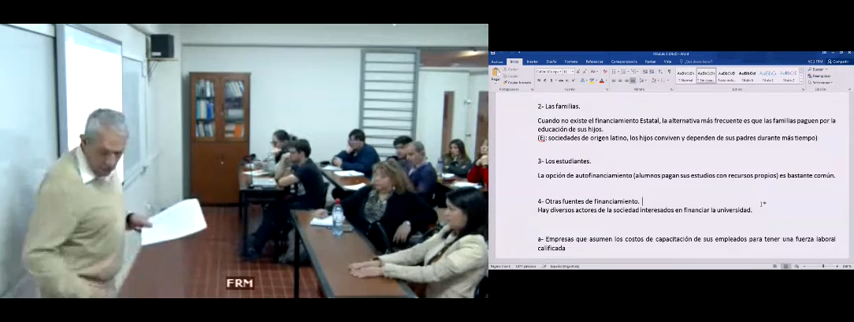 FRM
2- Las familias.
Cuando no existe el financiamiento Estatal, la alternativa más frecuente es que las familias paguen por la
educación de sus hijos.
(Ej: sociedades de origen latino, los hijos conviven y dependen de sus padres durante más tiempo)
3- Los estudiantes.
La opción de autofinanciamiento (alumnos pagan sus estudios con recursos propios) es bastante común.
4- Otras fuentes de financiamiento.
Hay diversos actores de la sociedad interesados en financiar la universidad.
a- Empresas que asumen los costos de capacitación de sus empleados para tener una fuerza laboral
calificada